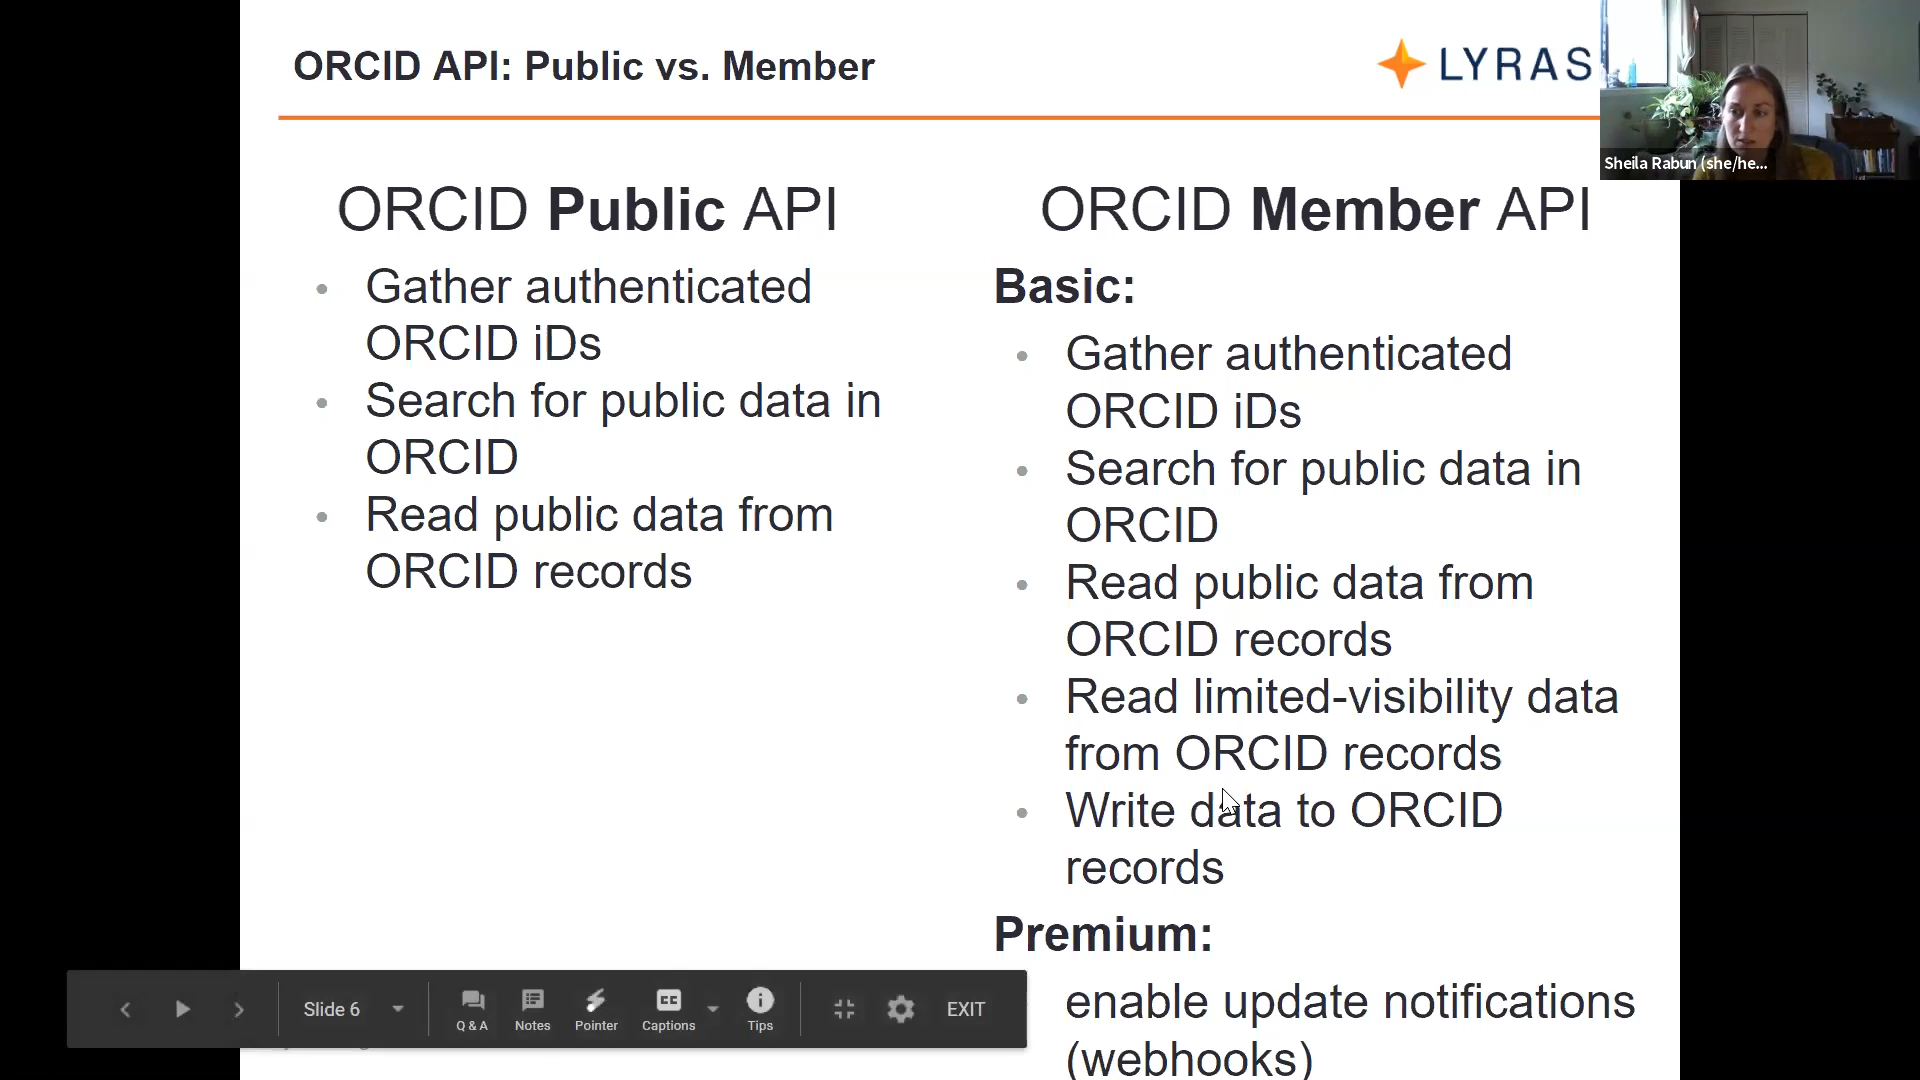 ORCID API: Public vs. Member
LYRAS
Sheila Rabun (she/he...
ORCID Public API
• Gather authenticated
ORCID iDs
• Search for public data in
ORCID
• Read public data from
ORCID records
ORCID Member API
Basic:
• Gather authenticated
ORCID iDs
• Search for public data in
ORCID
• Read public data from
ORCID records
• Read limited-visibility data
from ORCID records
• Write data to ORCID
records
Premium:
enable update notifications
(webhooks)
Slide 6
Q & A
Notes
Pointer
CC
Captions
Tips
EXIT